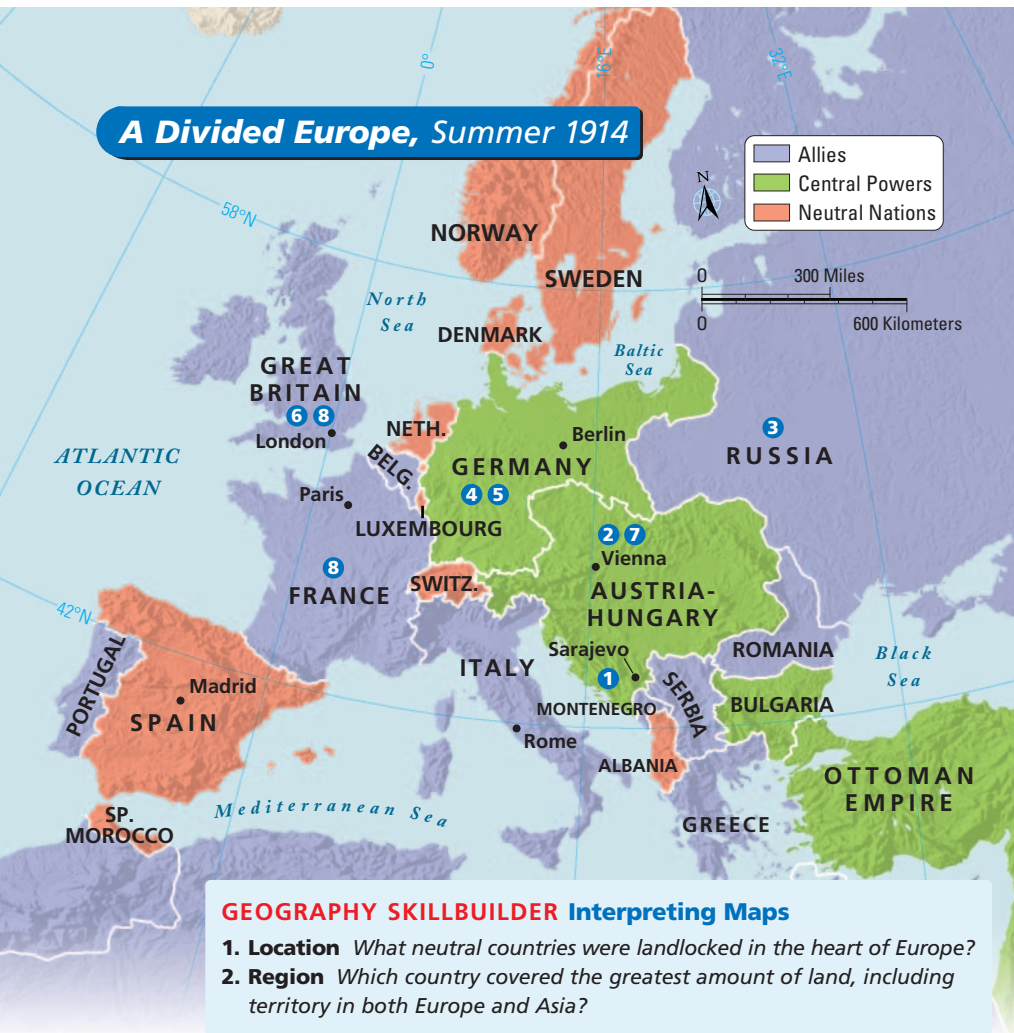 0°
16°E
32°E
A Divided Europe, Summer 1914
Allies
Central Powers
Neutral Nations
N
58°N
NORWAY
SWEDEN
0 300 Miles
0 600 Kilometers
North
Sea
DENMARK
Baltic
Sea
GREAT
BRITAIN
6 8
London
NETH.
Berlin
3
RUSSIA
ATLANTIC
OCEAN
BELG.
GERMANY
4 5
Paris
LUXEMBOURG
2 7
Vienna
8
FRANCE
SWITZ.
AUSTRIA-
HUNGARY
42°N
PORTUGAL
Sarajevo
ROMANIA
Black
Sea
ITALY
1
SERBIA
Madrid
SPAIN
MONTENEGRO
BULGARIA
Rome
ALBANIA
OTTOMAN
EMPIRE
Mediterranean Sea
SP.
MOROCCO
GREECE
GEOGRAPHY SKILLBUILDER Interpreting Maps
1. Location What neutral countries were landlocked in the heart of Europe?
2. Region Which country covered the greatest amount of land, including
territory in both Europe and Asia?